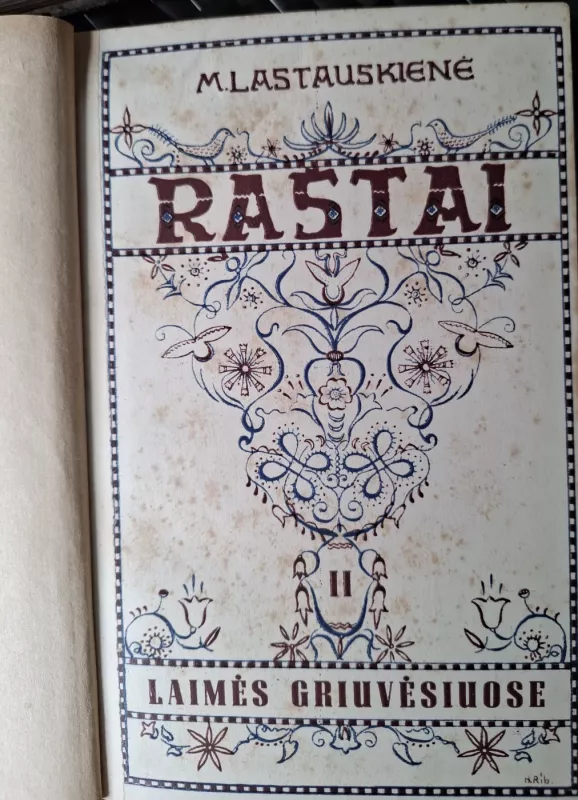 M. LASTAUSKIENĖ
RAŠTAI
II
LAIMĖS GRIUVĖSIUOSE